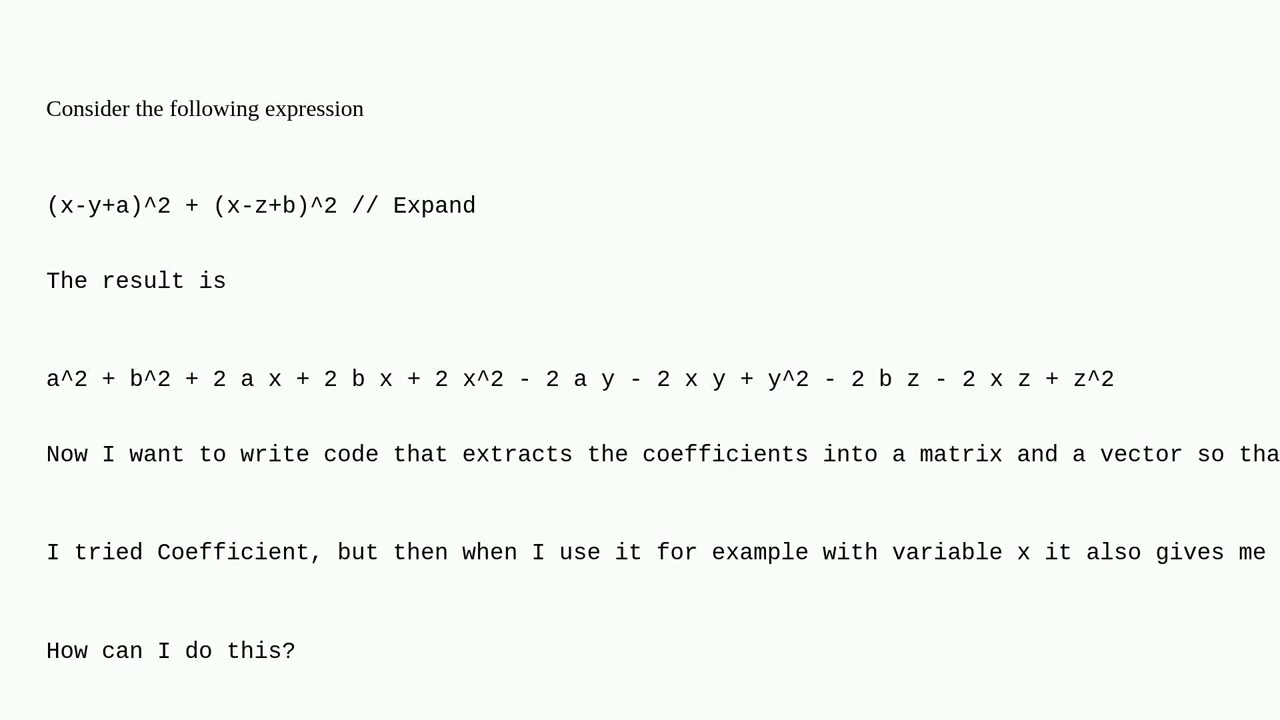 Consider the following expression
(x-y+a)^2 + (x-z+b)^2 // Expand
The result is
a^2 + b^2 + 2 a x + 2 b x + 2 x^2 - 2 a y - 2 x y + y^2 - 2 b z - 2 x z + z^2
Now I want to write code that extracts the coefficients into a matrix and a vector so tha
I tried Coefficient, but then when I use it for example with variable x it also gives me
How can I do this?